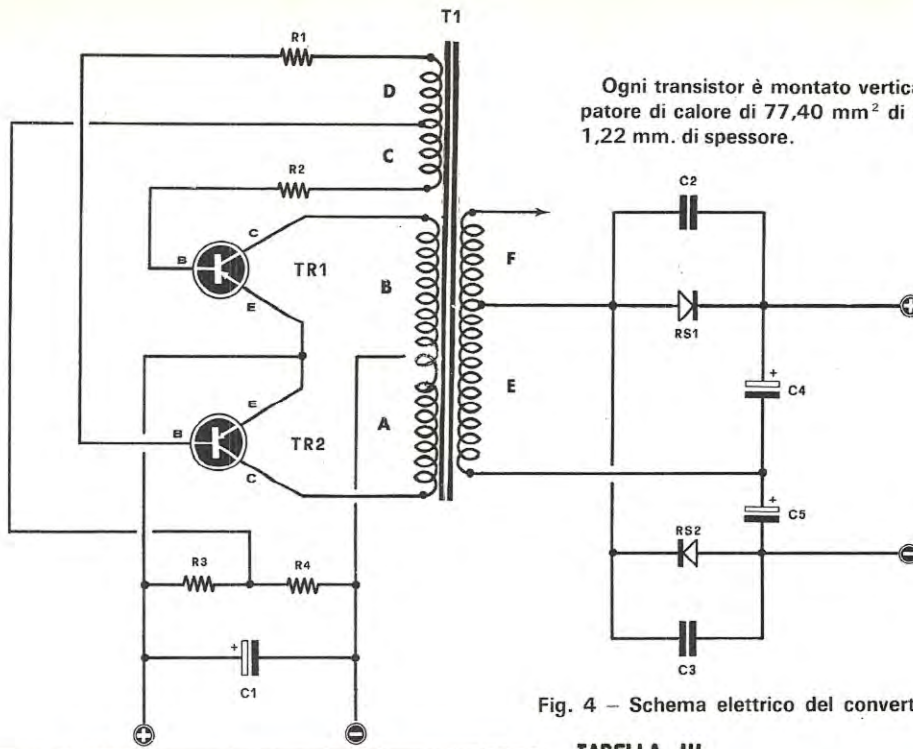 T1
R1
D
Ogni transistor è montato vertica
patore di calore di 77,40 mm² di
1,22 mm. di spessore.
C
R2
C2
C
B
TR1
B
F
RS1
+
E
E
+
C4
E
A
B
TR2
C
+
C5
RS2
-
R3
R4
+
C1
C3
Fig. 4 – Schema elettrico del convert
+
-
TABELLA III